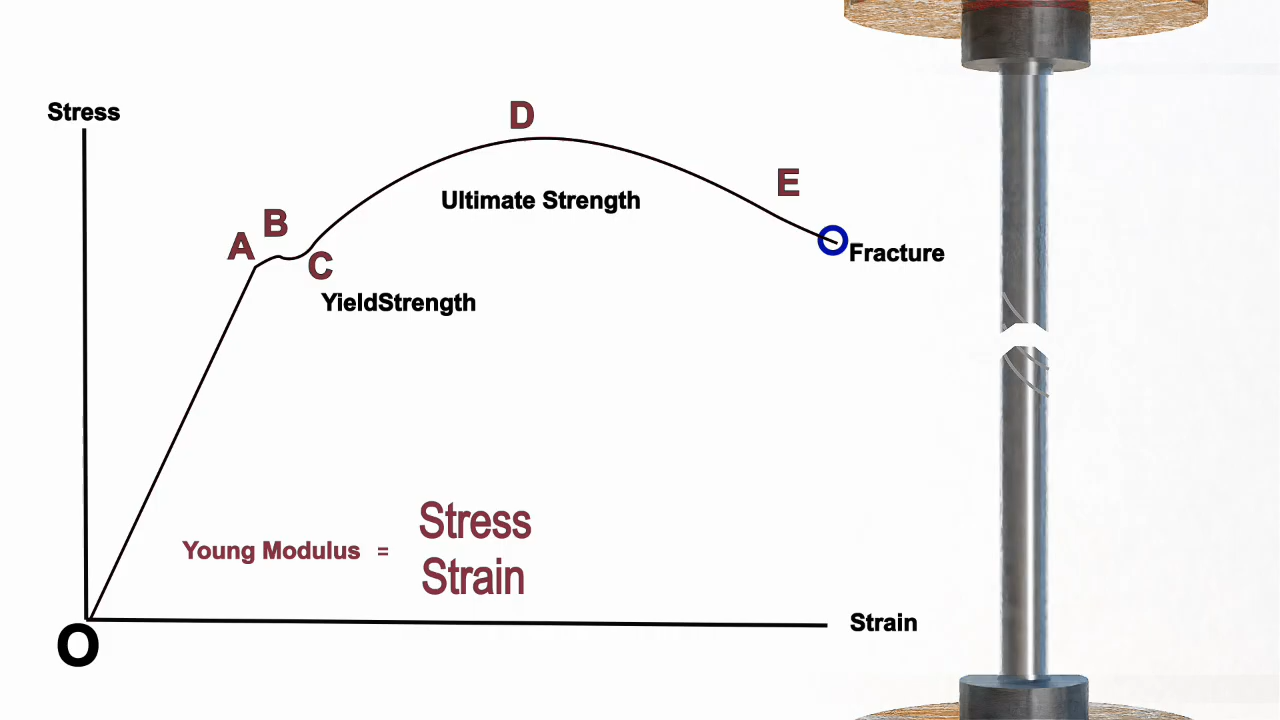 Stress
D
E
Ultimate Strength
B
A
C
Fracture
YieldStrength
Young Modulus = Stress
Strain
Strain
O